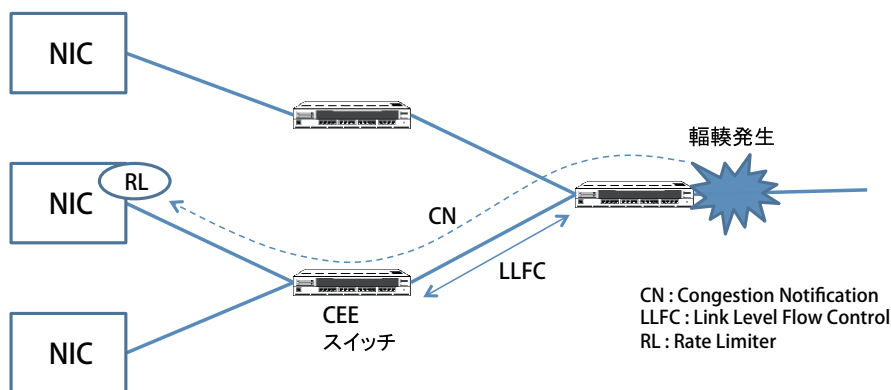 NIC
輻輳発生
RL
NIC
CN
LLFC
CEE
スイッチ
NIC
CN : Congestion Notification
LLFC : Link Level Flow Control
RL : Rate Limiter